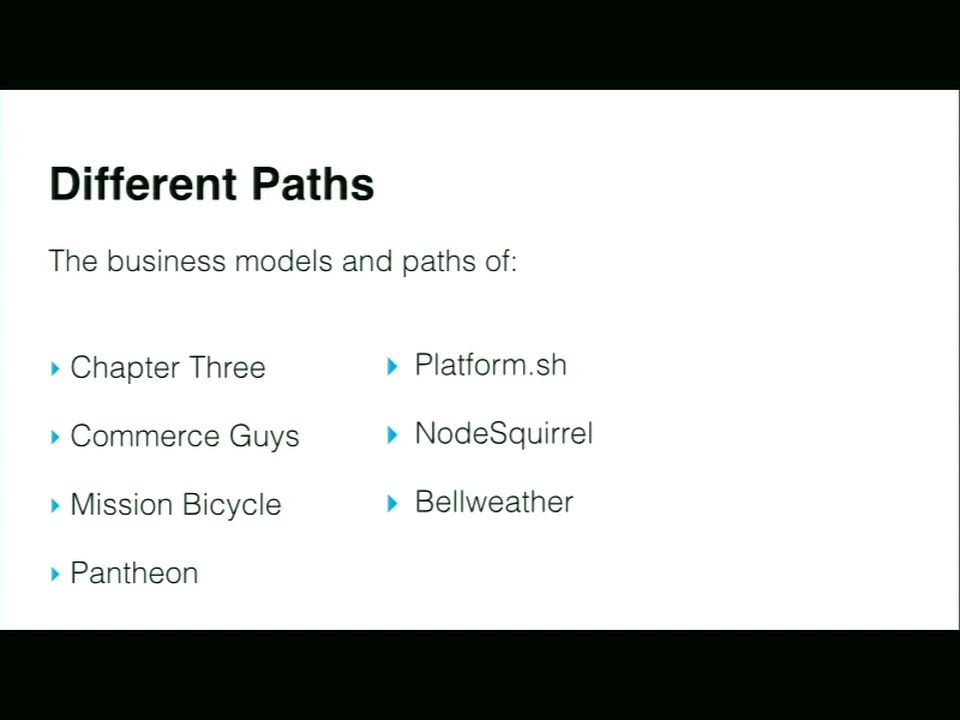 Different Paths
The business models and paths of:
Chapter Three
Commerce Guys
Mission Bicycle
Pantheon
Platform.sh
NodeSquirrel
Bellweather